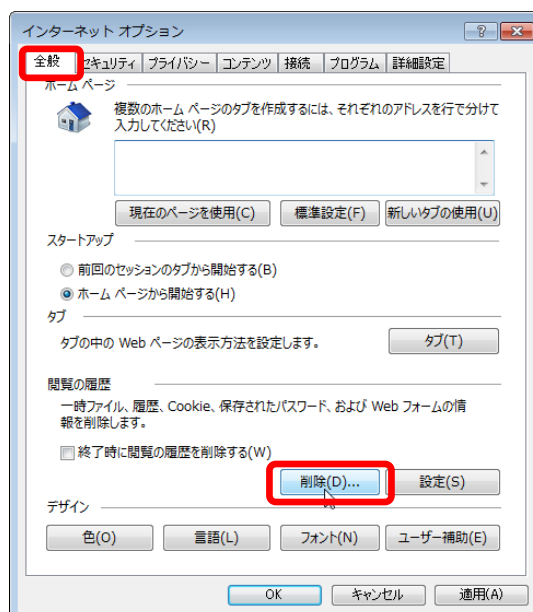 インターネット オプション
全般 セキュリティ プライバシー コンテンツ 接続 プログラム 詳細設定
ホーム ページ
複数のホーム ページのタブを作成するには、それぞれのアドレスを行で分けて
入力してください(R)
現在のページを使用(C) 標準設定(F) 新しいタブの使用(U)
スタートアップ
前回のセッションのタブから開始する(B)
ホーム ページから開始する(H)
タブ
タブの中の Web ページの表示方法を設定します。 タブ(T)
閲覧の履歴
一時ファイル、履歴、Cookie、保存されたパスワード、および Web フォームの情
報を削除します。
終了時に閲覧の履歴を削除する(W)
削除(D)... 設定(S)
デザイン
色(O) 言語(L) フォント(N) ユーザー補助(E)
OK キャンセル 適用(A)